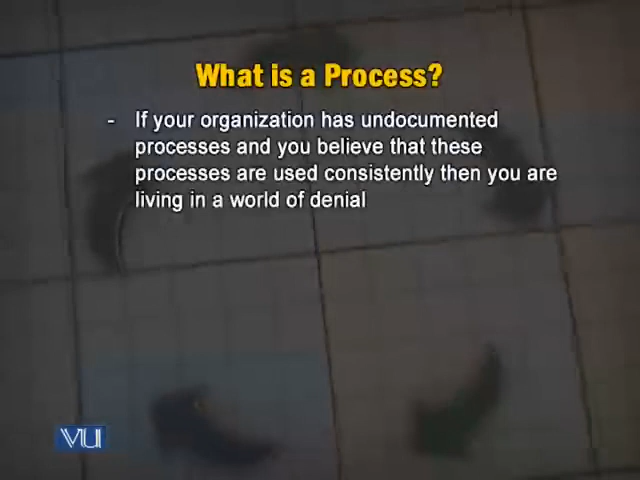 What is a Process?
- If your organization has undocumented
processes and you believe that these
processes are used consistently then you are
living in a world of denial
VU